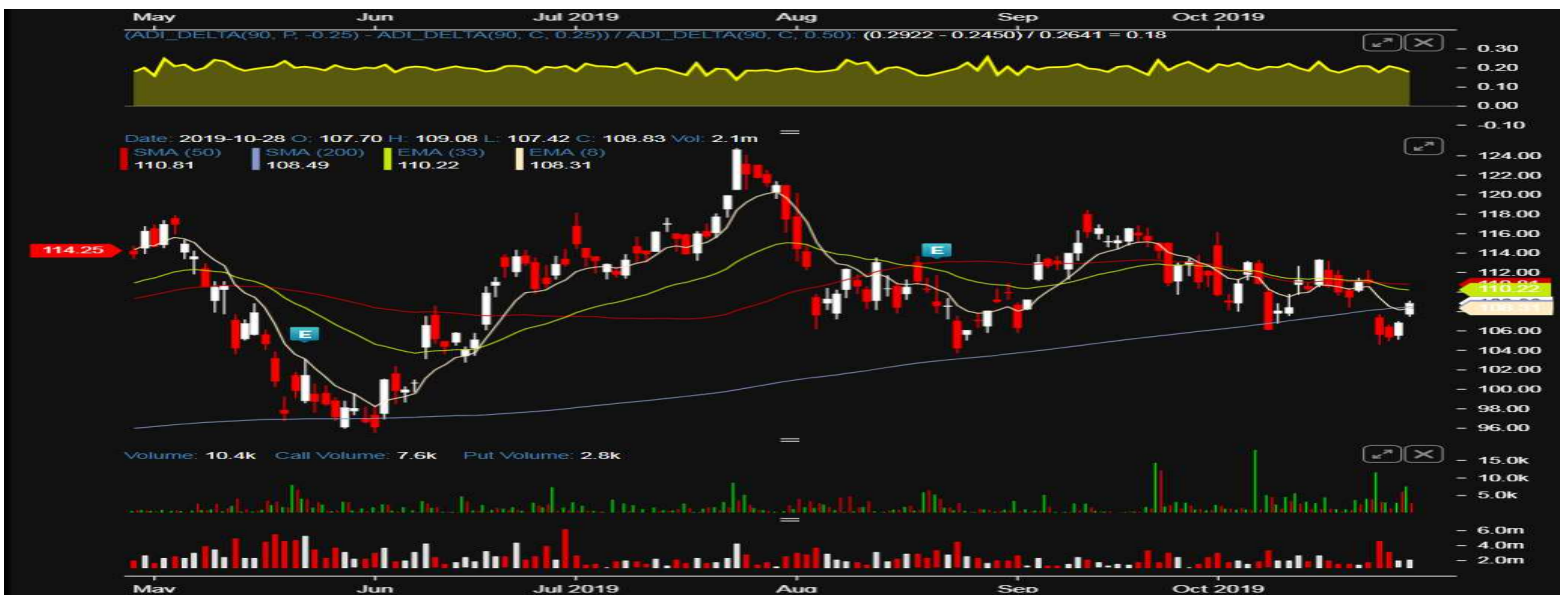 May Jun Jul 2019 Aug Sep Oct 2019
(ADI_DELTA(90, P, -0.25) - ADI_DELTA(90, C, 0.25)) / ADI_DELTA(90, C, 0.50): (0.2922 - 0.2450) / 0.2641 = 0.18
0.30
0.20
0.10
0.00
-0.10
Date: 2019-10-28 O: 107.70 H: 109.08 L: 107.42 C: 108.83 Vol: 2.1m
SMA (50) SMA (200) EMA (33) EMA (8)
110.81 108.49 110.22 108.31
124.00
122.00
120.00
118.00
116.00
114.25
E
114.00
112.00
110.22
108.31
106.00
E
104.00
102.00
100.00
98.00
96.00
Volume: 10.4k Call Volume: 7.6k Put Volume: 2.8k
15.0k
10.0k
5.0k
6.0m
4.0m
2.0m
May Jun Jul 2019 Aug Sep Oct 2019